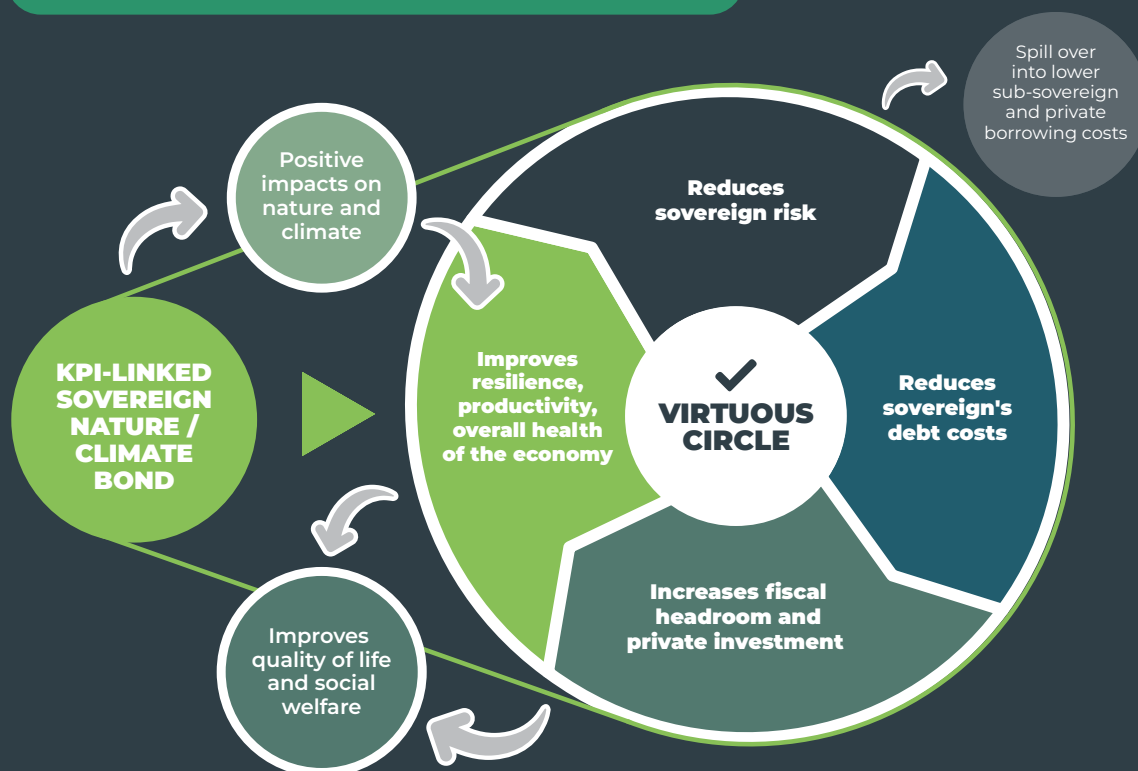 Spill over
into lower
sub-sovereign
and private
borrowing costs
Positive
impacts on
nature and
climate
Reduces
sovereign risk
KPI-LINKED
SOVEREIGN
NATURE /
CLIMATE
BOND
Improves
resilience,
productivity,
overall health
of the economy
VIRTUOUS
CIRCLE
Reduces
sovereign's
debt costs
Increases fiscal
headroom and
private investment
Improves
quality of life
and social
welfare